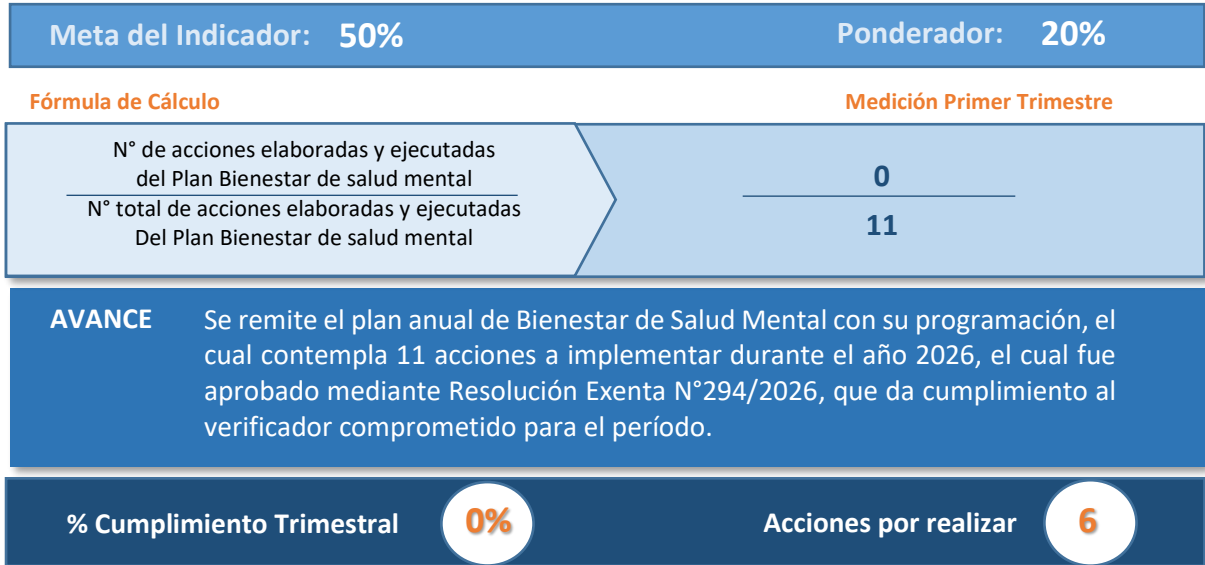 Meta del Indicador: 50%
Ponderador: 20%
Fórmula de Cálculo
Medición Primer Trimestre
N° de acciones elaboradas y ejecutadas
del Plan Bienestar de salud mental
N° total de acciones elaboradas y ejecutadas
Del Plan Bienestar de salud mental
0
11
AVANCE
Se remite el plan anual de Bienestar de Salud Mental con su programación, el
cual contempla 11 acciones a implementar durante el año 2026, el cual fue
aprobado mediante Resolución Exenta N°294/2026, que da cumplimiento al
verificador comprometido para el período.
% Cumplimiento Trimestral 0%
Acciones por realizar 6